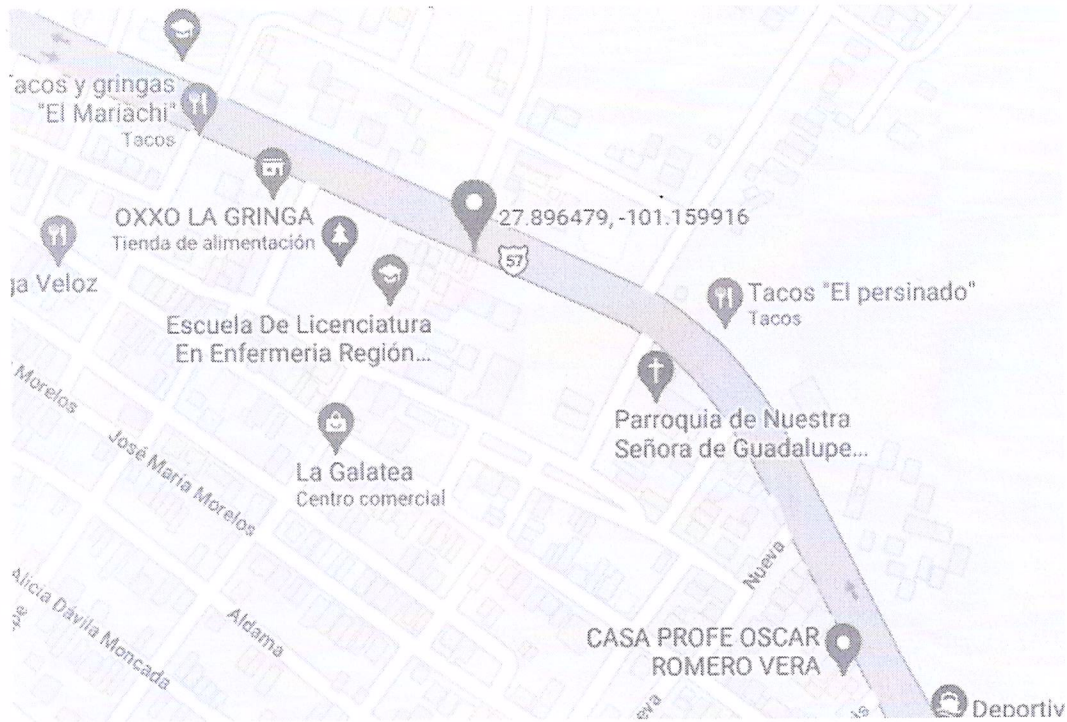 acos y gringas
"El Mariachi"
Tacos
OXXO LA GRINGA
Tienda de alimentación
27.896479, -101.159916
57
ga Veloz
Tacos "El persinado"
Tacos
Escuela De Licenciatura
En Enfermeria Región...
Morelos
José María Morelos
Parroquia de Nuestra
Señora de Guadalupe...
La Galatea
Centro comercial
Nueva
Alicia Dávila Moncada
Aldama
CASA PROFE OSCAR
ROMERO VERA
eva
Deportiv